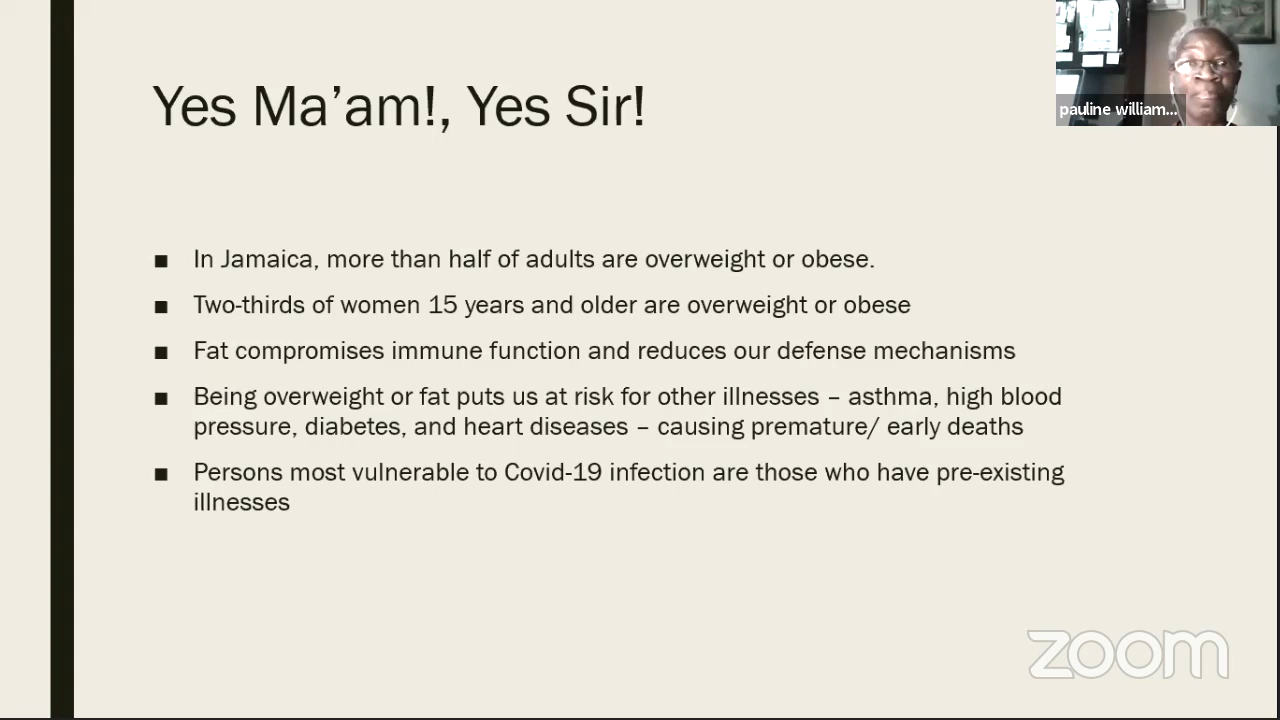 Yes Ma’am!, Yes Sir!
pauline william...
■ In Jamaica, more than half of adults are overweight or obese.
■ Two-thirds of women 15 years and older are overweight or obese
■ Fat compromises immune function and reduces our defense mechanisms
■ Being overweight or fat puts us at risk for other illnesses – asthma, high blood
pressure, diabetes, and heart diseases – causing premature/ early deaths
■ Persons most vulnerable to Covid-19 infection are those who have pre-existing
illnesses
zoom